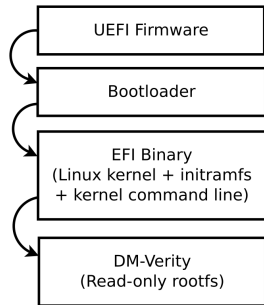 UEFI Firmware
Bootloader
EFI Binary
(Linux kernel + initramfs
+ kernel command line)
DM-Verity
(Read-only rootfs)